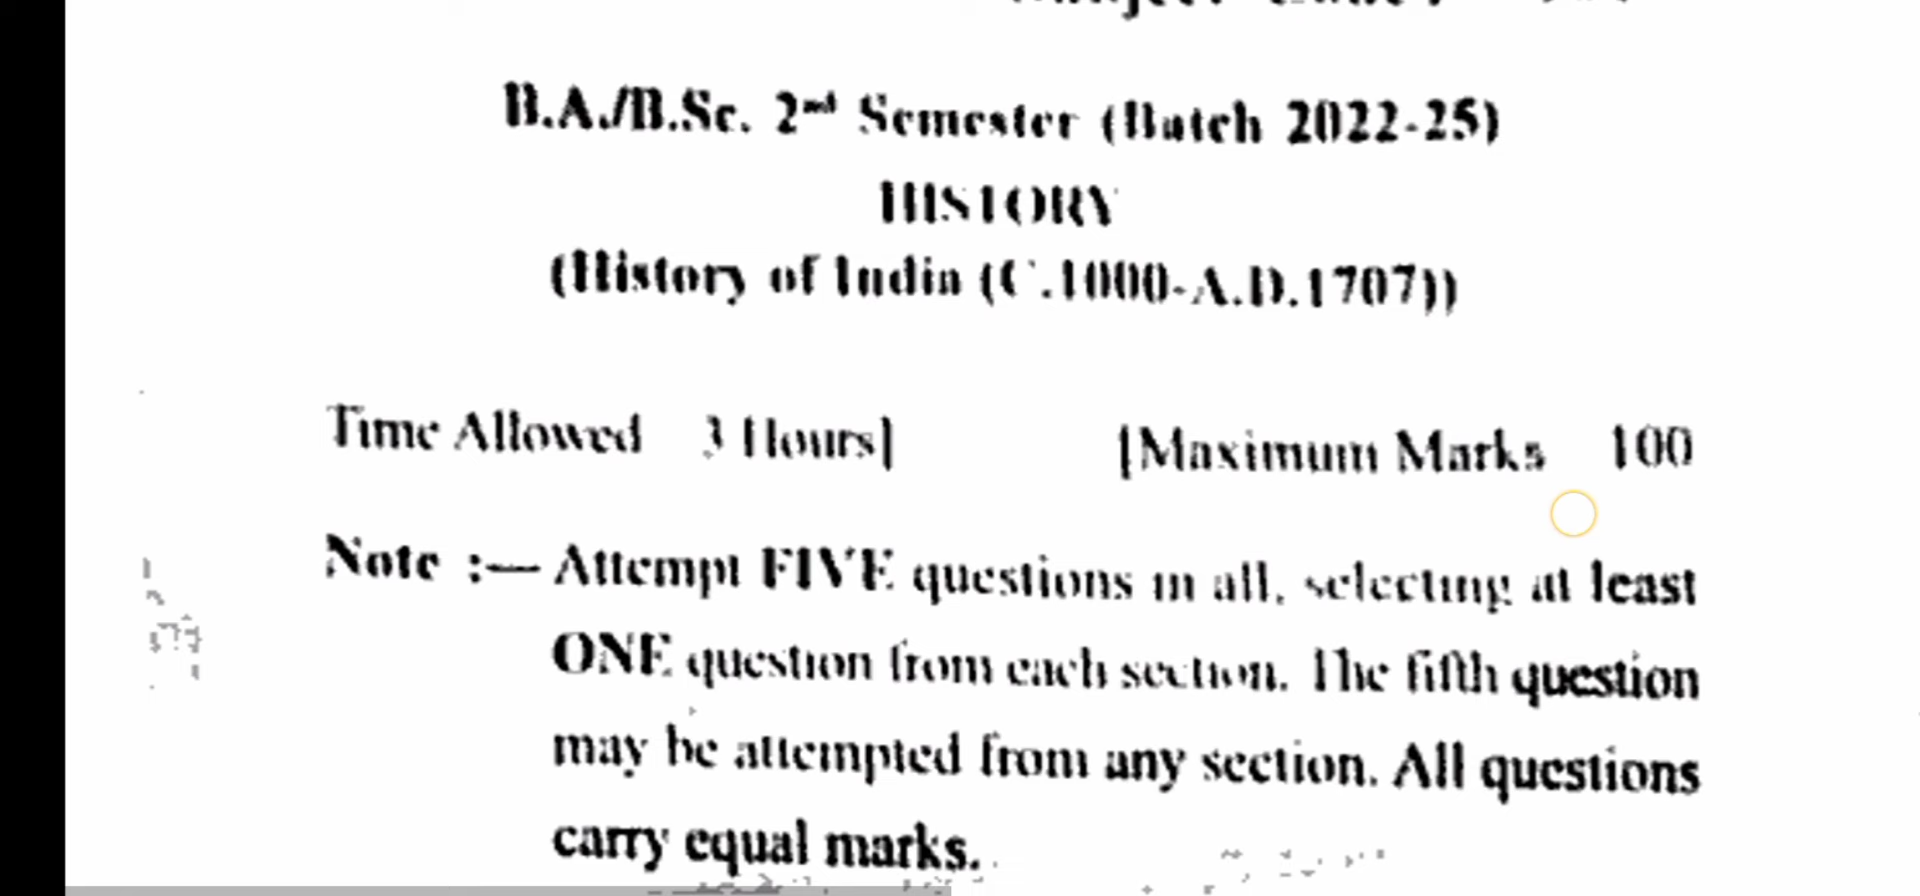 B.A./B.Sc. 2nd Semester (Batch 2022-25)
HISTORY
(History of India (C.1000-A.D.1707))
Time Allowed 3 Hours] [Maximum Marks 100
Note :— Attempt FIVE questions in all, selecting at least
ONE question from each section. The fifth question
may be attempted from any section. All questions
carry equal marks.